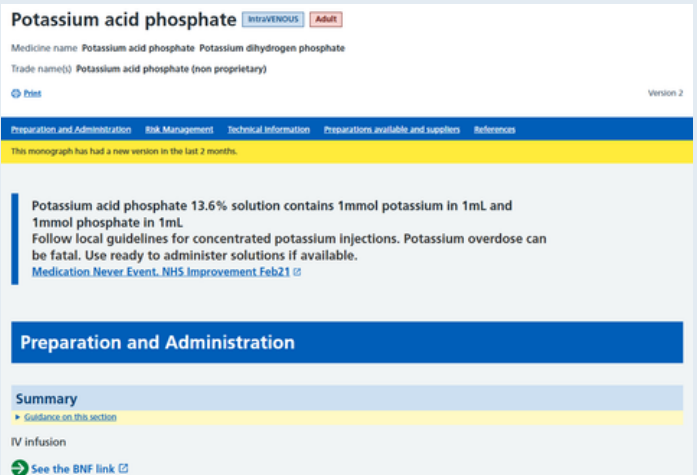 Potassium acid phosphate IntraVENOUS Adult
Medicine name Potassium acid phosphate Potassium dihydrogen phosphate
Trade name(s) Potassium acid phosphate (non proprietary)
Print Version 2
Preparation and Administration Risk Management Technical Information Preparations available and suppliers References
This monograph has had a new version in the last 2 months.
Potassium acid phosphate 13.6% solution contains 1mmol potassium in 1mL and
1mmol phosphate in 1mL
Follow local guidelines for concentrated potassium injections. Potassium overdose can
be fatal. Use ready to administer solutions if available.
Medication Never Event. NHS Improvement Feb21
Preparation and Administration
Summary
Guidance on this section
IV infusion
See the BNF link